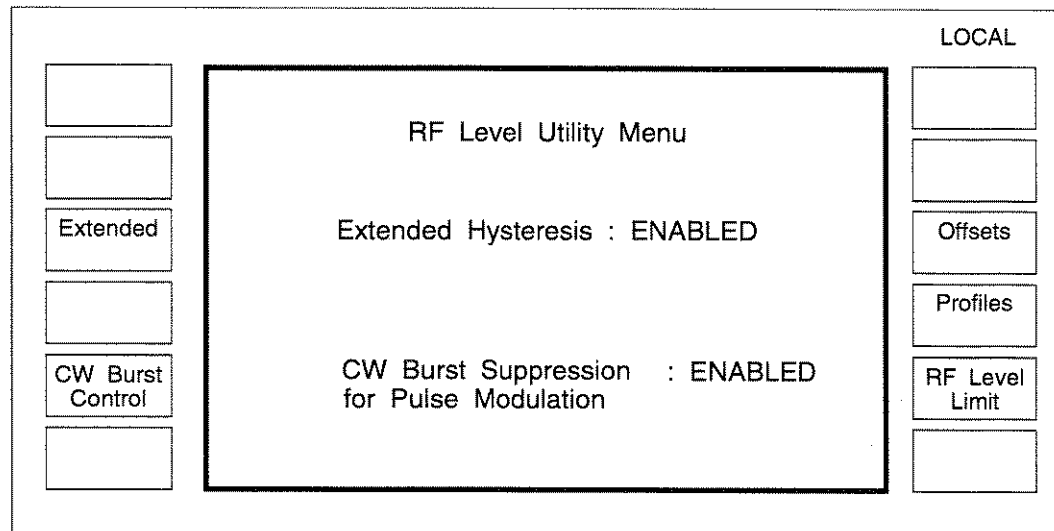 LOCAL
RF Level Utility Menu
Extended
Extended Hysteresis : ENABLED
Offsets
Profiles
CW Burst
Control
CW Burst Suppression : ENABLED
for Pulse Modulation
RF Level
Limit